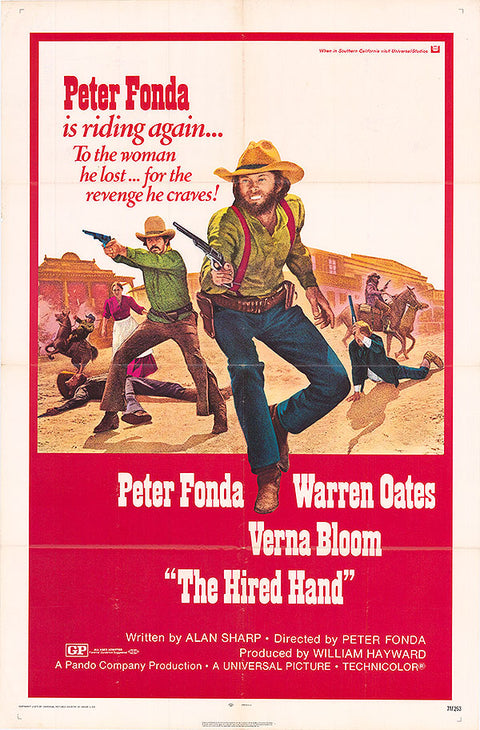 When in Southern California visit Universal Studios
Peter Fonda
is riding again...
To the woman
he lost... for the
revenge he craves!
Peter Fonda Warren Oates
Verna Bloom
"The Hired Hand"
Written by ALAN SHARP • Directed by PETER FONDA
GP
Produced by WILLIAM HAYWARD
A Pando Company Production • A UNIVERSAL PICTURE • TECHNICOLOR®
71/253